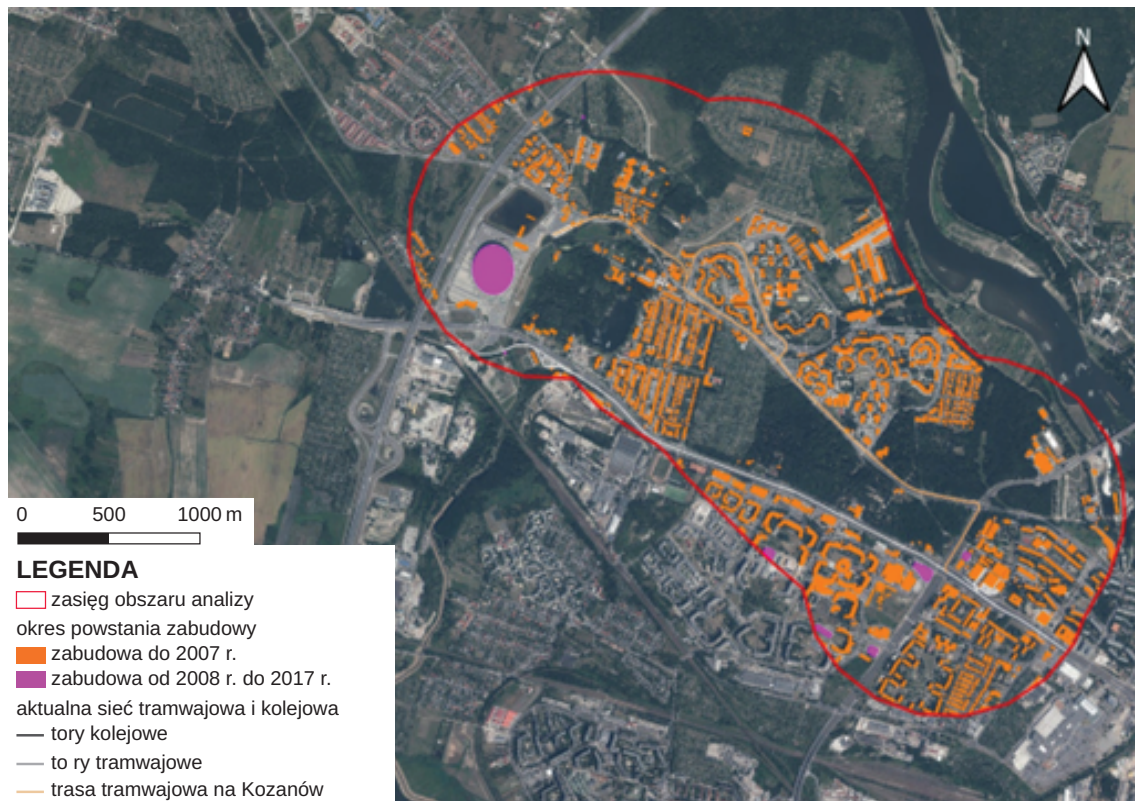 N
0 500 1000 m
LEGENDA
zasięg obszaru analizy
okres powstania zabudowy
zabudowa do 2007 r.
zabudowa od 2008 r. do 2017 r.
aktualna sieć tramwajowa i kolejowa
tory kolejowe
to ry tramwajowe
trasa tramwajowa na Kozanów